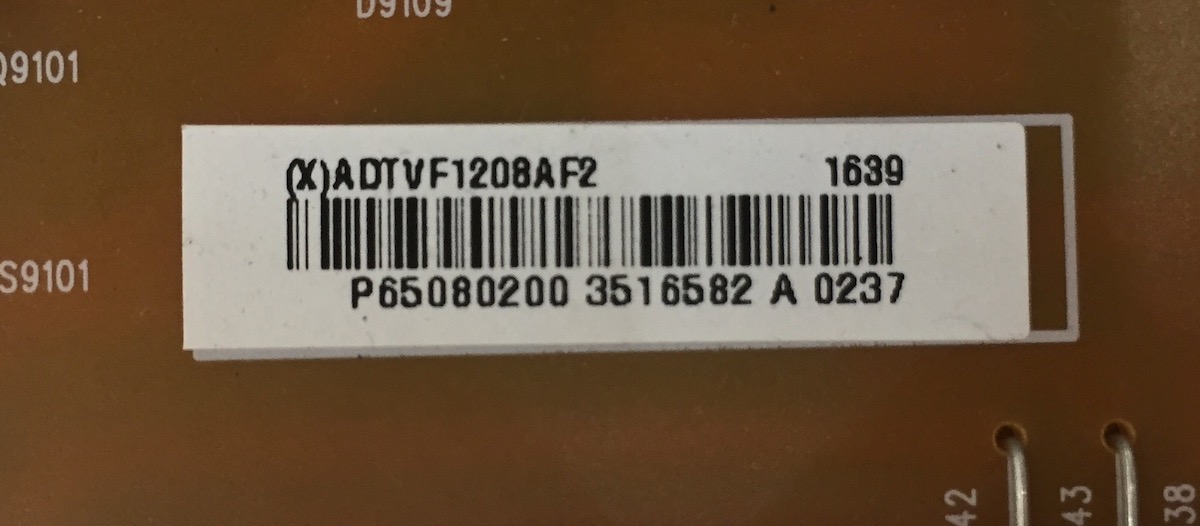 D9109
Q9101
(X)ADTVF1208AF2 1639
S9101
P65080200 3516582 A 0237
42
43
38